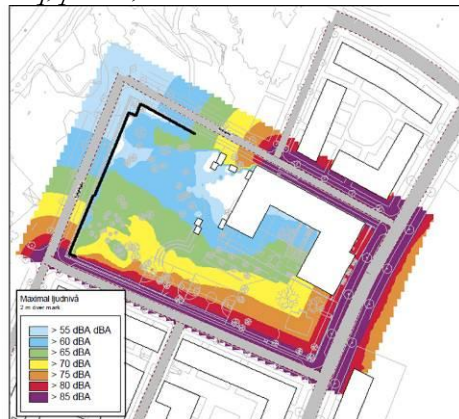 Maximal ljudnivå
2 m över mark
> 55 dBA dBA
> 60 dBA
> 65 dBA
> 70 dBA
> 75 dBA
> 80 dBA
> 85 dBA